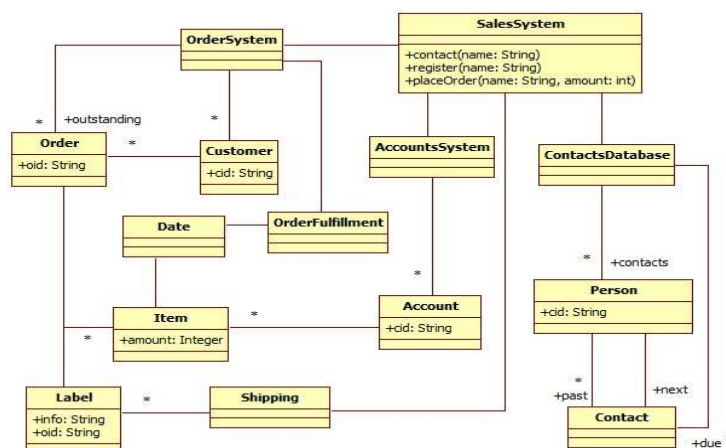 SalesSystem
+contact(name: String)
+register(name: String)
+placeOrder(name: String, amount: int)
OrderSystem
* +outstanding *
Order
+oid: String
*
Customer
+cid: String
AccountsSystem
ContactsDatabase
Date
OrderFulfillment
*
* +contacts
Person
+cid: String
Item
+amount: Integer
*
*
Account
+cid: String
Label
+info: String
+oid: String
*
Shipping
*
+past
+next
Contact
+due